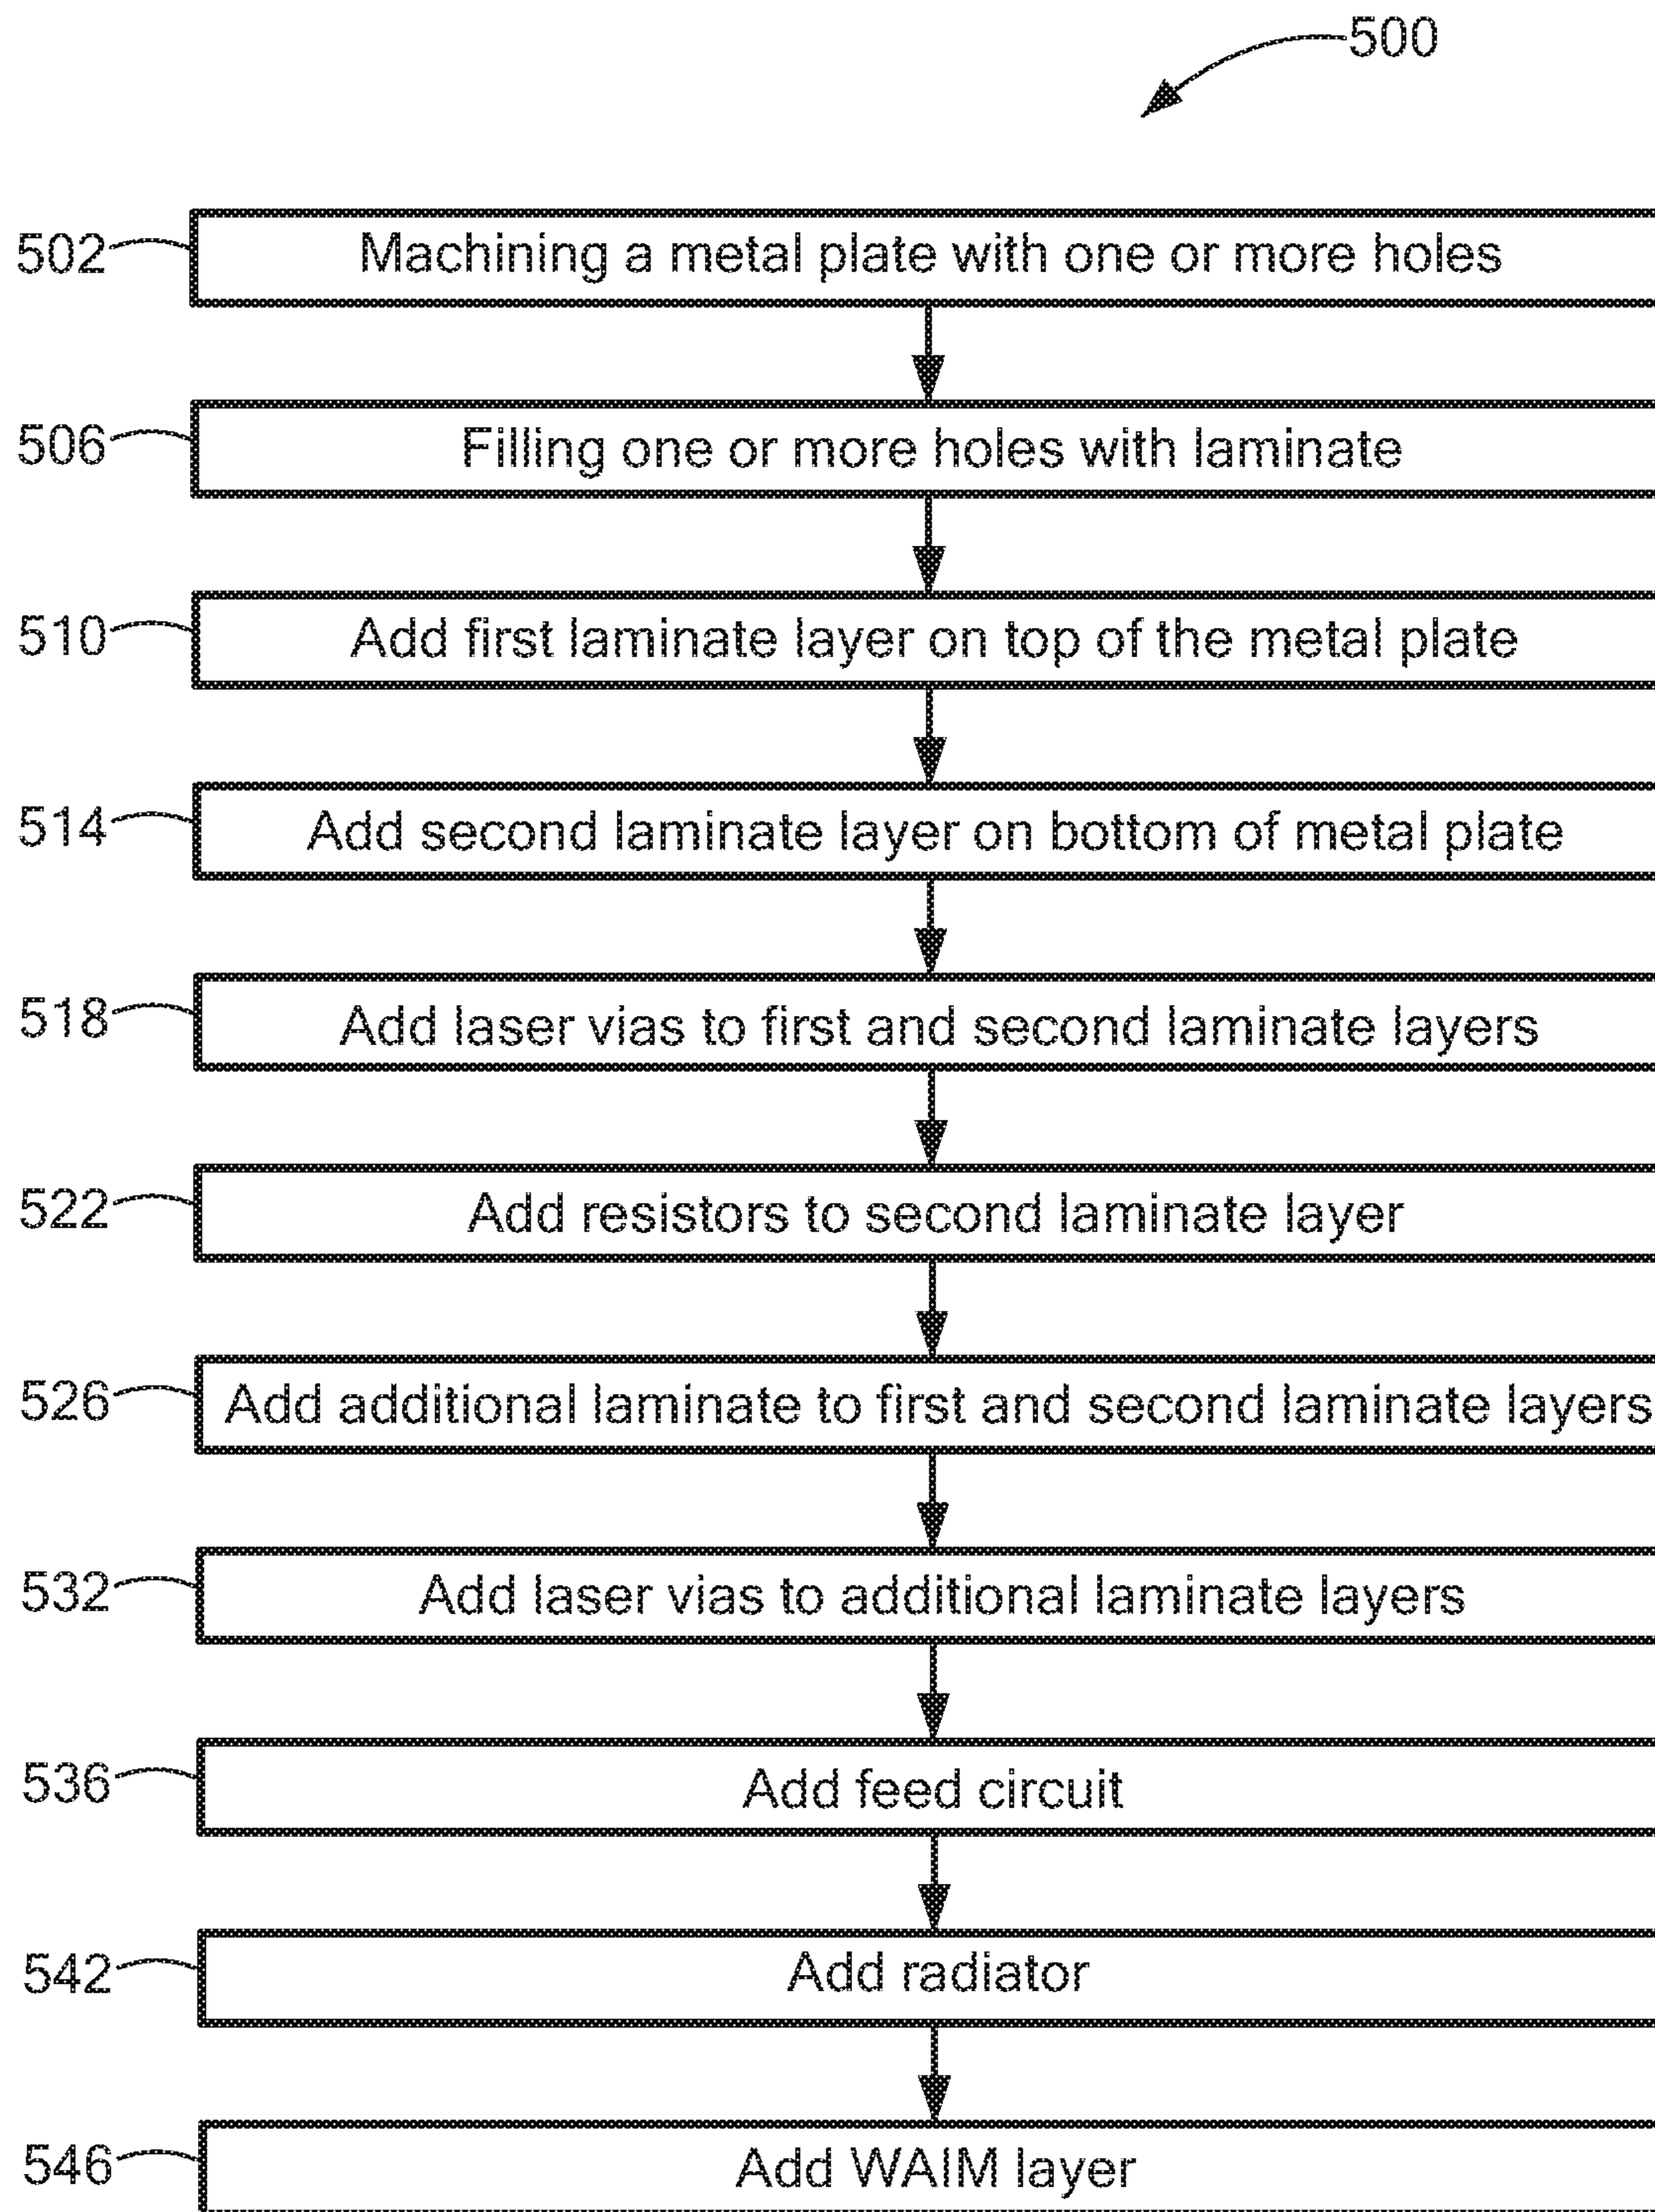 500
502 Machining a metal plate with one or more holes
506 Filling one or more holes with laminate
510 Add first laminate layer on top of the metal plate
514 Add second laminate layer on bottom of metal plate
518 Add laser vias to first and second laminate layers
522 Add resistors to second laminate layer
526 Add additional laminate to first and second laminate layers
532 Add laser vias to additional laminate layers
536 Add feed circuit
542 Add radiator
546 Add WAIM layer